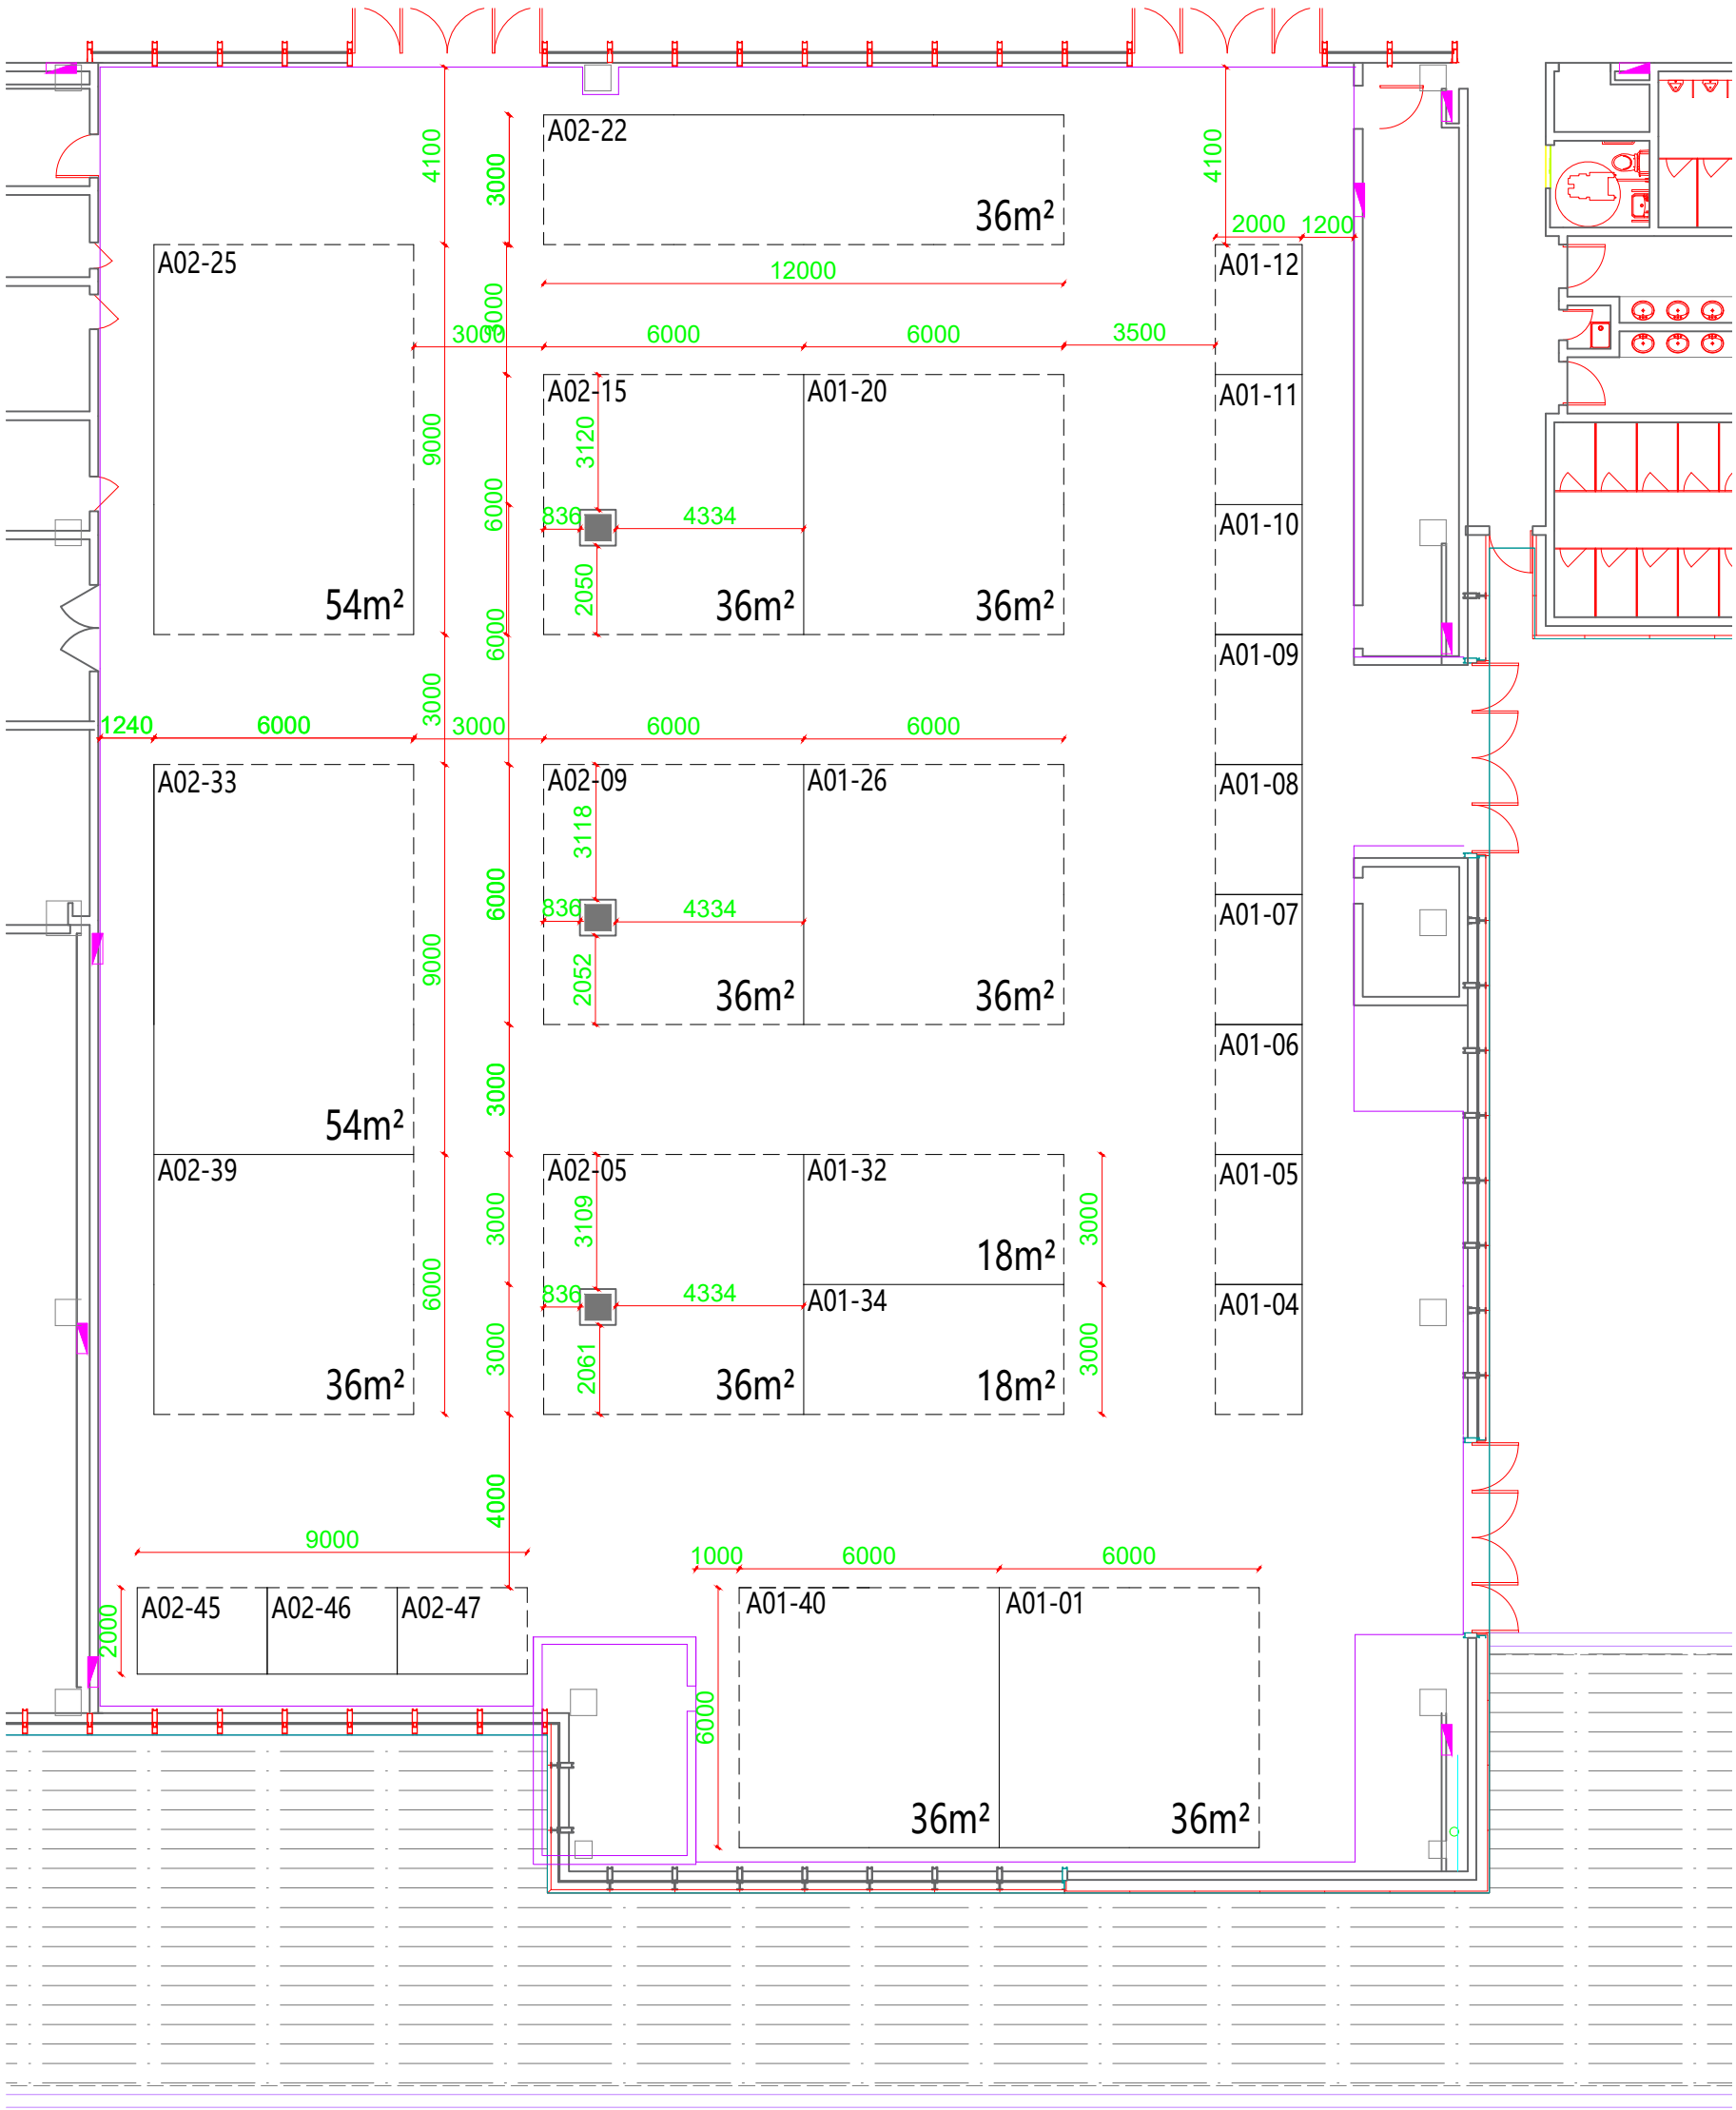 4100
3000
A02-22
36m²
4100
2000
1200
A02-25
12000
A01-12
3000
3000
6000
6000
3500
A02-15
A01-20
A01-11
9000
3120
6000
836
4334
A01-10
2050
54m²
36m²
36m²
6000
A01-09
3000
1240
6000
3000
6000
6000
A02-33
A02-09
A01-26
A01-08
3118
6000
836
4334
A01-07
9000
2052
36m²
36m²
A01-06
3000
54m²
A02-39
A02-05
A01-32
A01-05
3109
3000
3000
18m²
6000
836
4334
A01-34
A01-04
3000
2061
3000
36m²
36m²
18m²
4000
9000
1000
6000
6000
A02-45
A02-46
A02-47
A01-40
A01-01
2000
6000
36m²
36m²